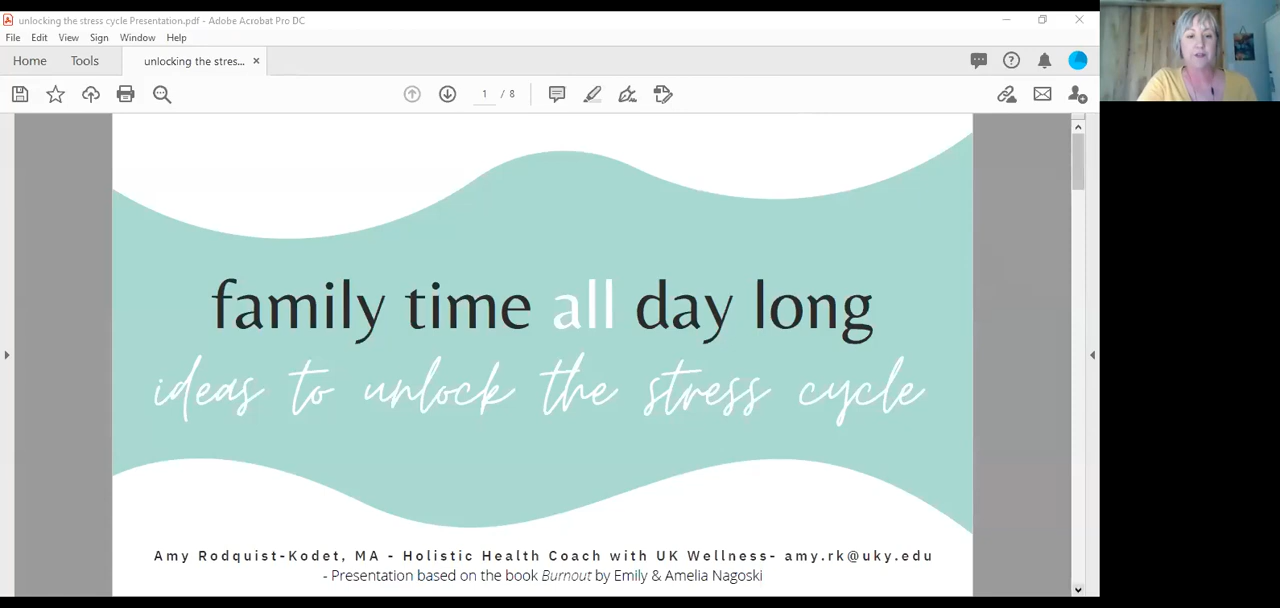 unlocking the stress cycle Presentation.pdf - Adobe Acrobat Pro DC
File Edit View Sign Window Help
Home Tools unlocking the stres... ×
1 / 8
family time all day long
ideas to unlock the stress cycle
Amy Rodquist-Kodet, MA - Holistic Health Coach with UK Wellness- amy.rk@uky.edu
- Presentation based on the book Burnout by Emily & Amelia Nagoski